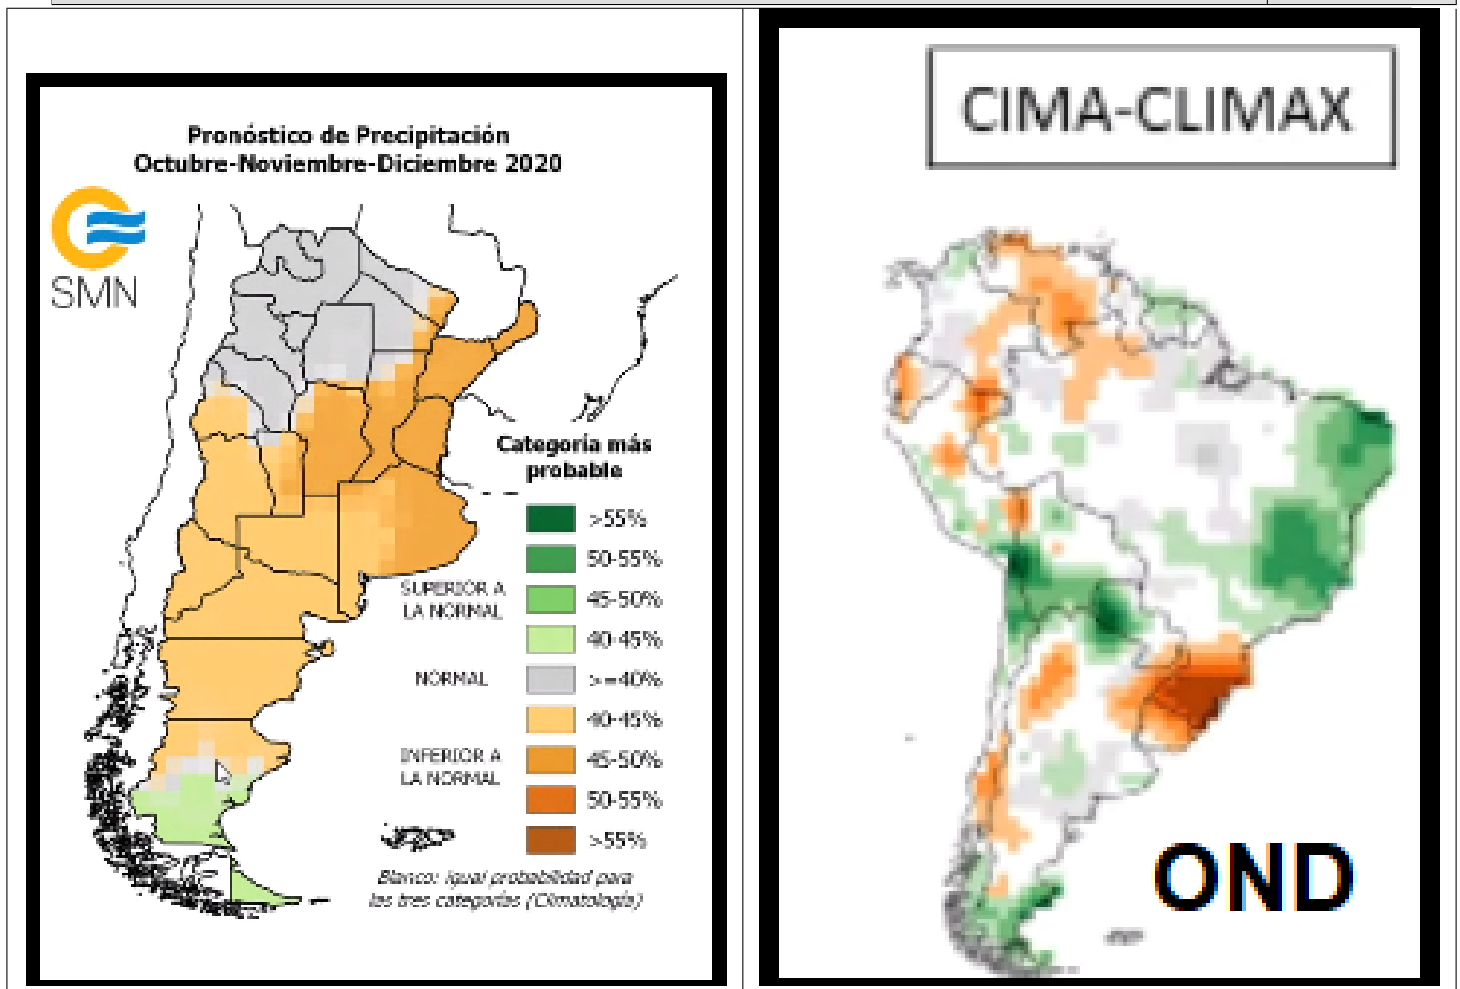 Pronóstico de Precipitación
Octubre-Noviembre-Diciembre 2020
SMN
Categoría más
probable
>55%
50-55%
SUPERIOR A
LA NORMAL
45-50%
40-45%
NORMAL
>=40%
40-45%
INFERIOR A
LA NORMAL
45-50%
50-55%
>55%
Blanco: igual probabilidad para
las tres categorías (Climatología)
CIMA-CLIMAX
OND